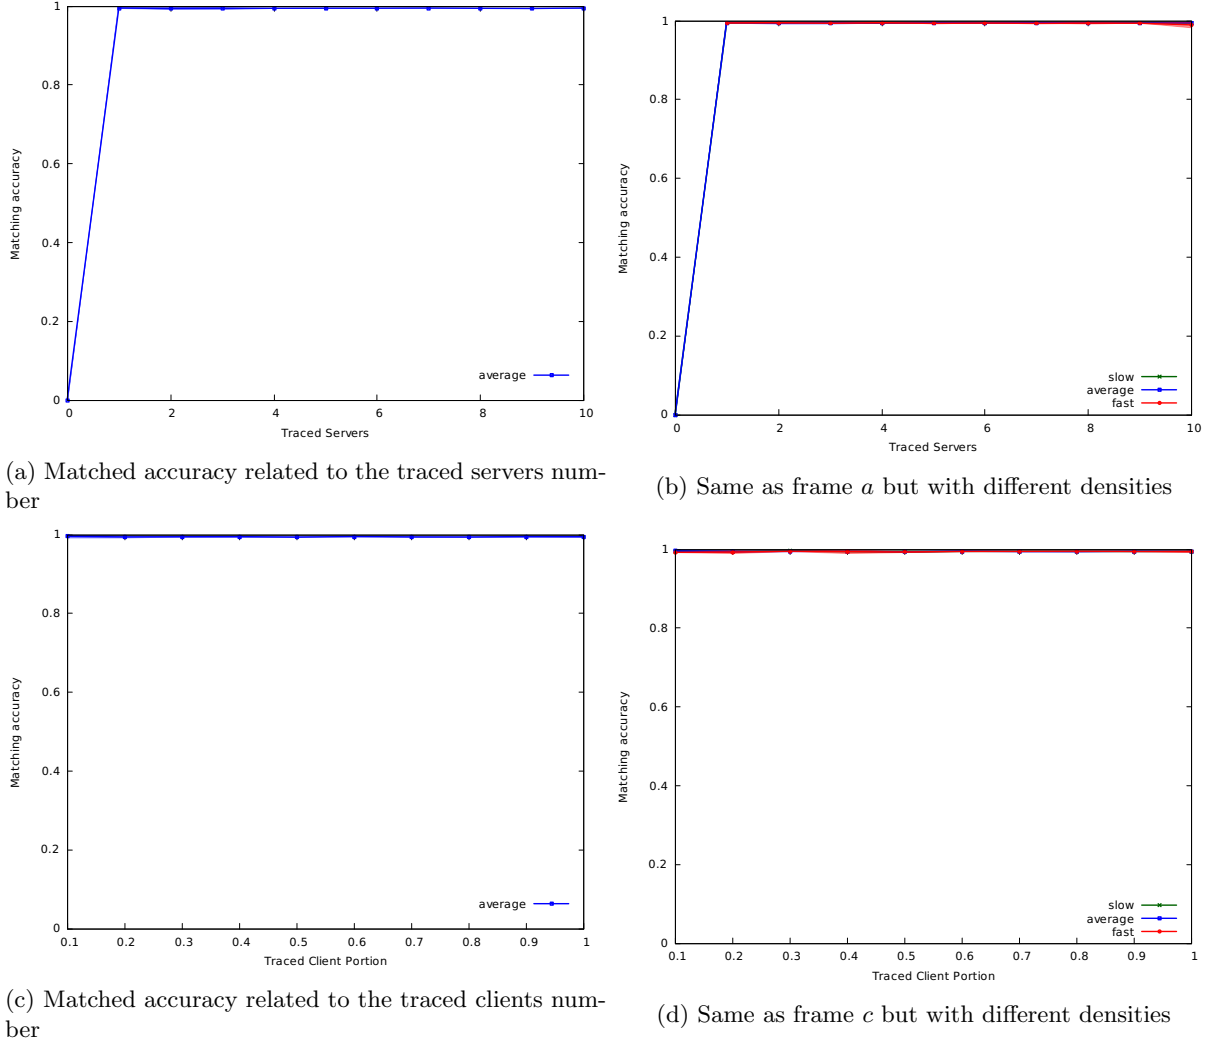 1
0.8
0.6
0.4
0.2
0
Matching accuracy
average
0 2 4 6 8 10
Traced Servers
(a) Matched accuracy related to the traced servers num-
ber
1
0.8
0.6
0.4
0.2
0
Matching accuracy
slow
average
fast
0 2 4 6 8 10
Traced Servers
(b) Same as frame a but with different densities
1
0.8
0.6
0.4
0.2
0
Matching accuracy
average
0.1 0.2 0.3 0.4 0.5 0.6 0.7 0.8 0.9 1
Traced Client Portion
(c) Matched accuracy related to the traced clients num-
ber
1
0.8
0.6
0.4
0.2
0
Matching accuracy
slow
average
fast
0.1 0.2 0.3 0.4 0.5 0.6 0.7 0.8 0.9 1
Traced Client Portion
(d) Same as frame c but with different densities